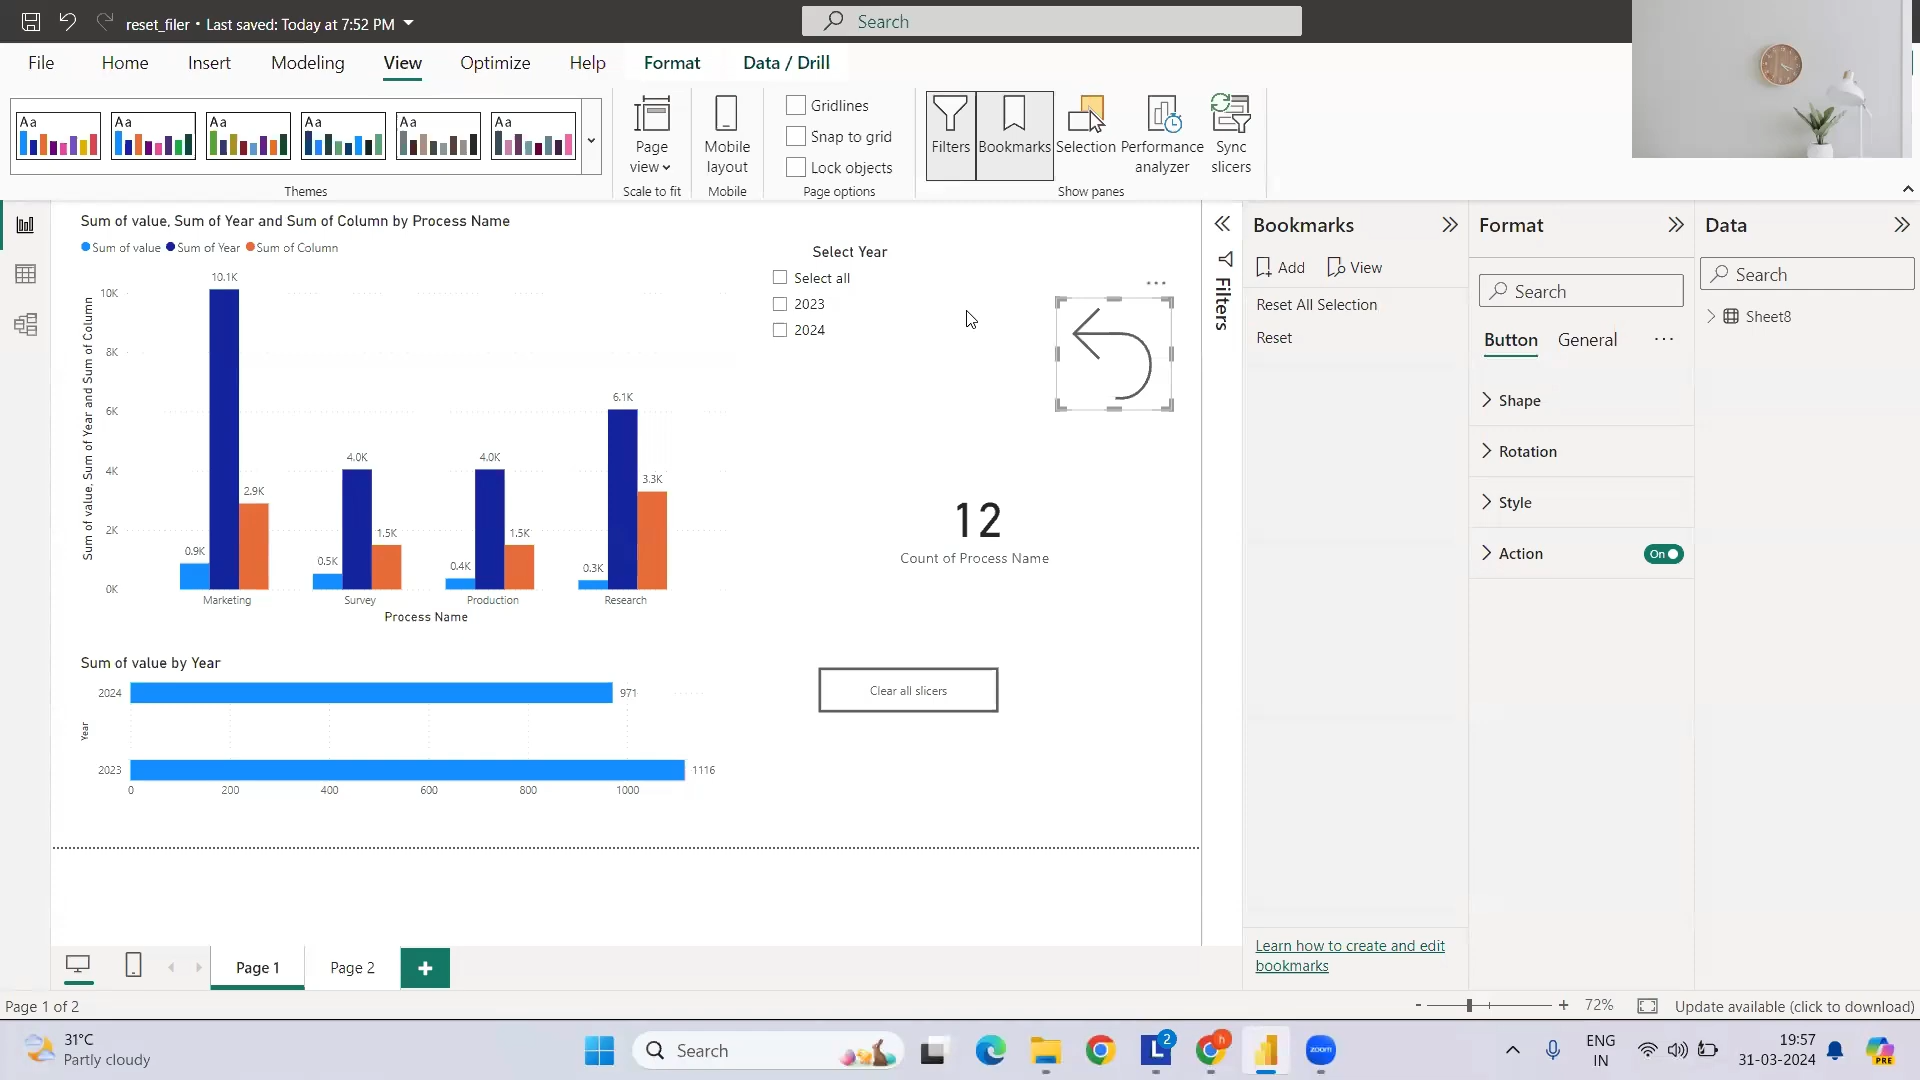 reset_filer • Last saved: Today at 7:52 PM
Search
File Home Insert Modeling View Optimize Help Format Data / Drill
Aa Aa Aa Aa Aa Aa
Themes
Page view
Scale to fit
Mobile layout
Mobile
Gridlines
Snap to grid
Lock objects
Page options
Filters
Bookmarks
Selection
Performance analyzer
Sync slicers
Show panes
Sum of value, Sum of Year and Sum of Column by Process Name
Sum of value Sum of Year Sum of Column
Sum of value, Sum of Year and Sum of Column
10K
8K
6K
4K
2K
0K
0.9K 10.1K 2.9K
0.5K 4.0K 1.5K
0.4K 4.0K 1.5K
0.3K 6.1K 3.3K
Marketing Survey Production Research
Process Name
Select Year
Select all
2023
2024
12
Count of Process Name
Clear all slicers
Sum of value by Year
Year
2024 971
2023 1116
0 200 400 600 800 1000
Filters
Bookmarks
Add View
Reset All Selection
Reset
Learn how to create and edit
bookmarks
Format
Search
Button General
Shape
Rotation
Style
Action On
Data
Search
Sheet8
Page 1 Page 2
Page 1 of 2
- + 72%
Update available (click to download)
31°C
Partly cloudy
Search
L 2
h
zoom
ENG
IN
19:57
31-03-2024
PRE